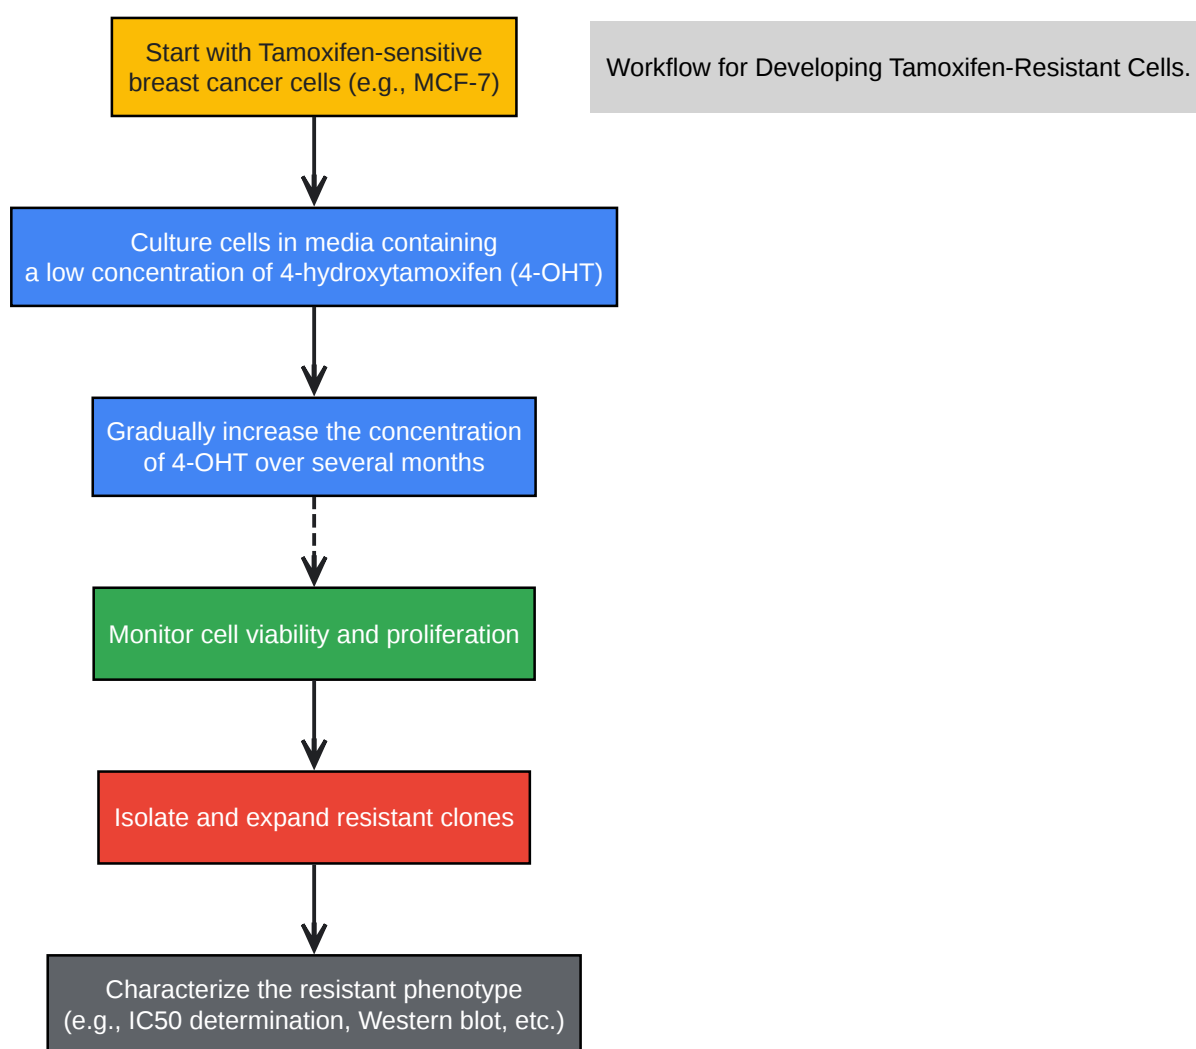 Start with Tamoxifen-sensitive
breast cancer cells (e.g., MCF-7)
Workflow for Developing Tamoxifen-Resistant Cells.
Culture cells in media containing
a low concentration of 4-hydroxytamoxifen (4-OHT)
Gradually increase the concentration
of 4-OHT over several months
Monitor cell viability and proliferation
Isolate and expand resistant clones
Characterize the resistant phenotype
(e.g., IC50 determination, Western blot, etc.)